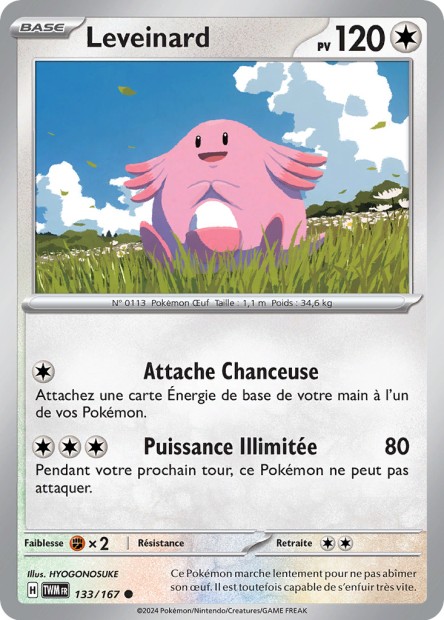 BASE
Leveinard
PV 120
N° 0113 Pokémon Œuf Taille : 1,1 m Poids : 34,6 kg
Attache Chanceuse
Attachez une carte Énergie de base de votre main à l'un
de vos Pokémon.
Puissance Illimitée 80
Pendant votre prochain tour, ce Pokémon ne peut pas
attaquer.
Faiblesse ×2 Résistance Retraite
Illus. HYOGONOSUKE
H TWM FR 133/167
Ce Pokémon marche lentement pour ne pas abîmer
son œuf. Il est toutefois capable de s'enfuir très vite.
©2024 Pokémon/Nintendo/Creatures/GAME FREAK